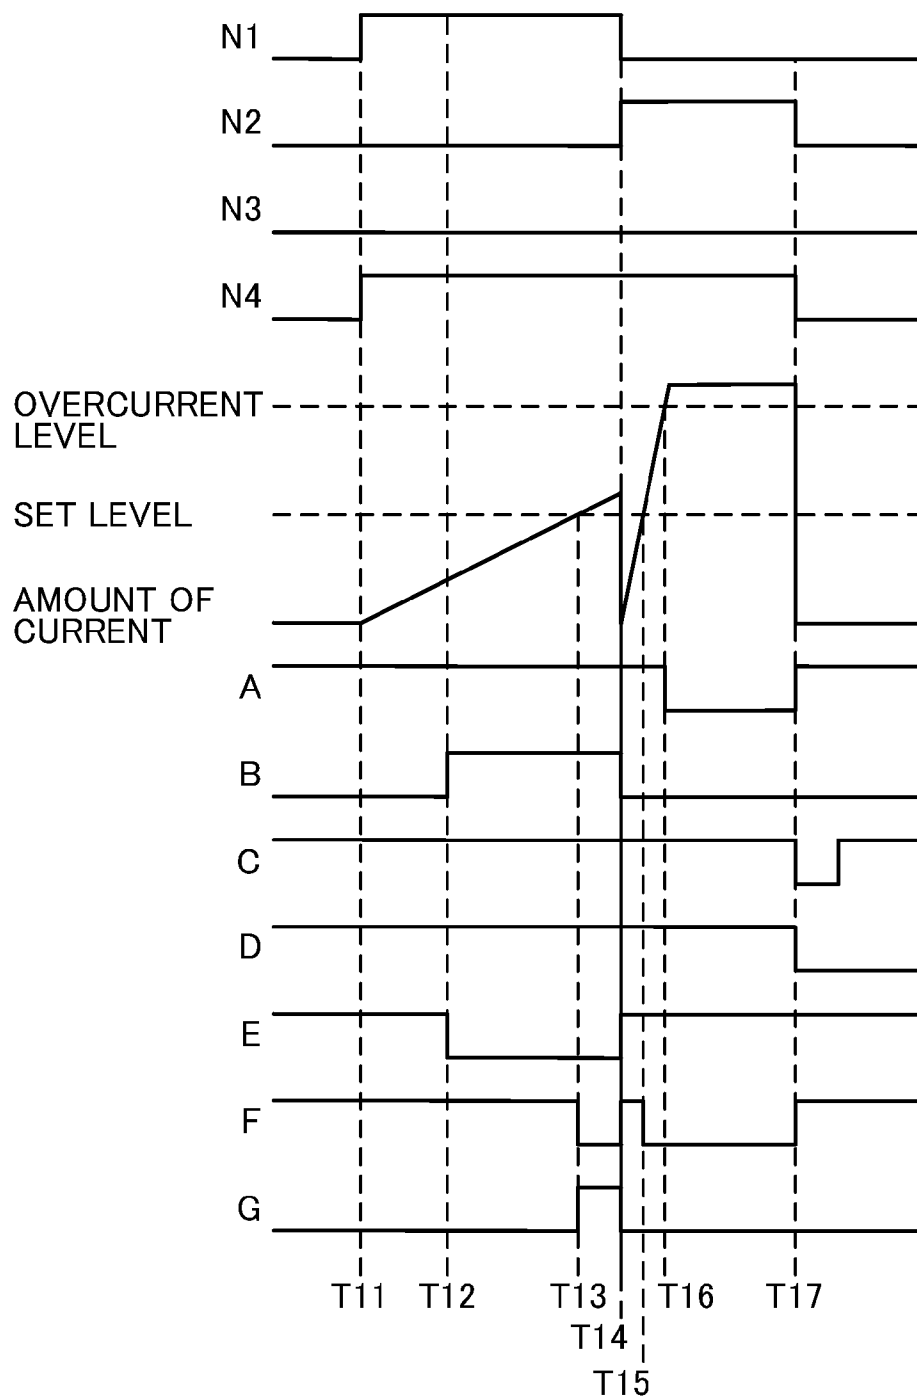 N1
N2
N3
N4
OVERCURRENT
LEVEL
SET LEVEL
AMOUNT OF
CURRENT
A
B
C
D
E
F
G
T11 T12 T13 T16 T17
T14
T15